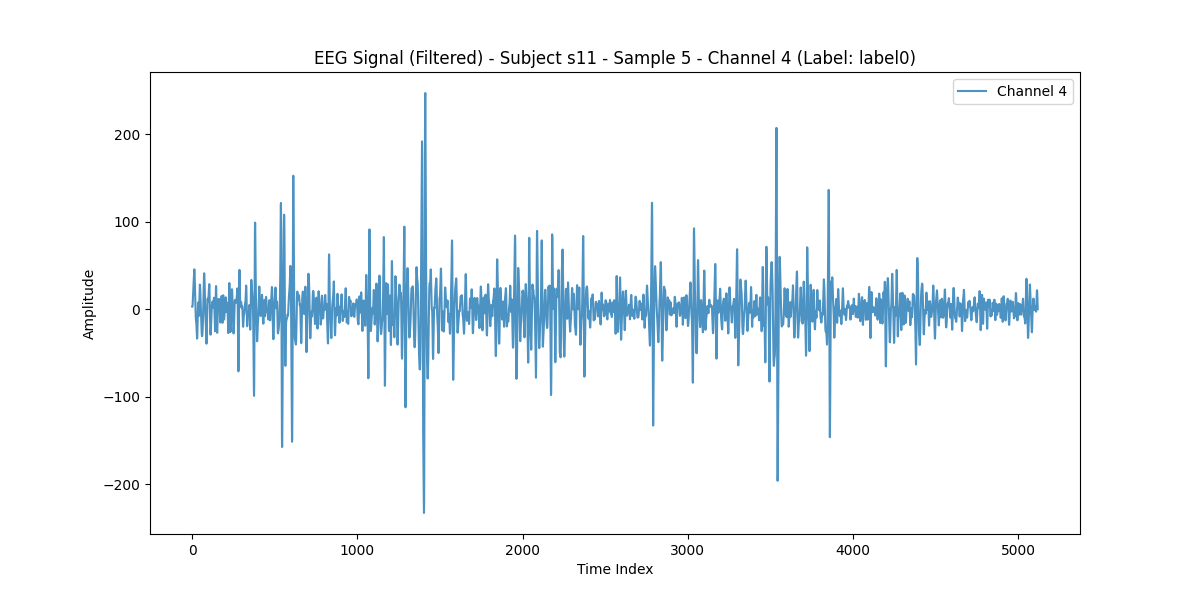 EEG Signal (Filtered) - Subject s11 - Sample 5 - Channel 4 (Label: label0)
Channel 4
200
100
0
−100
−200
Amplitude
0 1000 2000 3000 4000 5000
Time Index